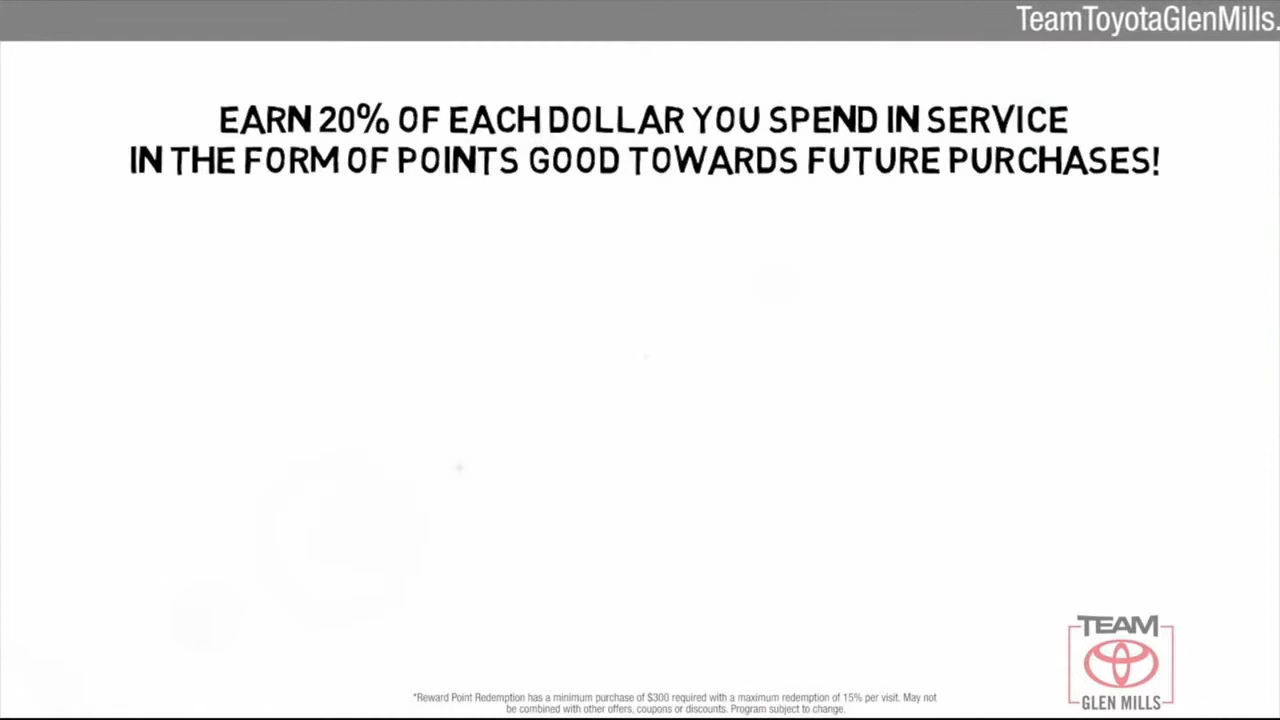 TeamToyotaGlenMills.
EARN 20% OF EACH DOLLAR YOU SPEND IN SERVICE
IN THE FORM OF POINTS GOOD TOWARDS FUTURE PURCHASES!
TEAM
GLEN MILLS
*Reward Point Redemption has a minimum purchase of $300 required with a maximum redemption of 15% per visit. May not
be combined with other offers, coupons or discounts. Program subject to change.